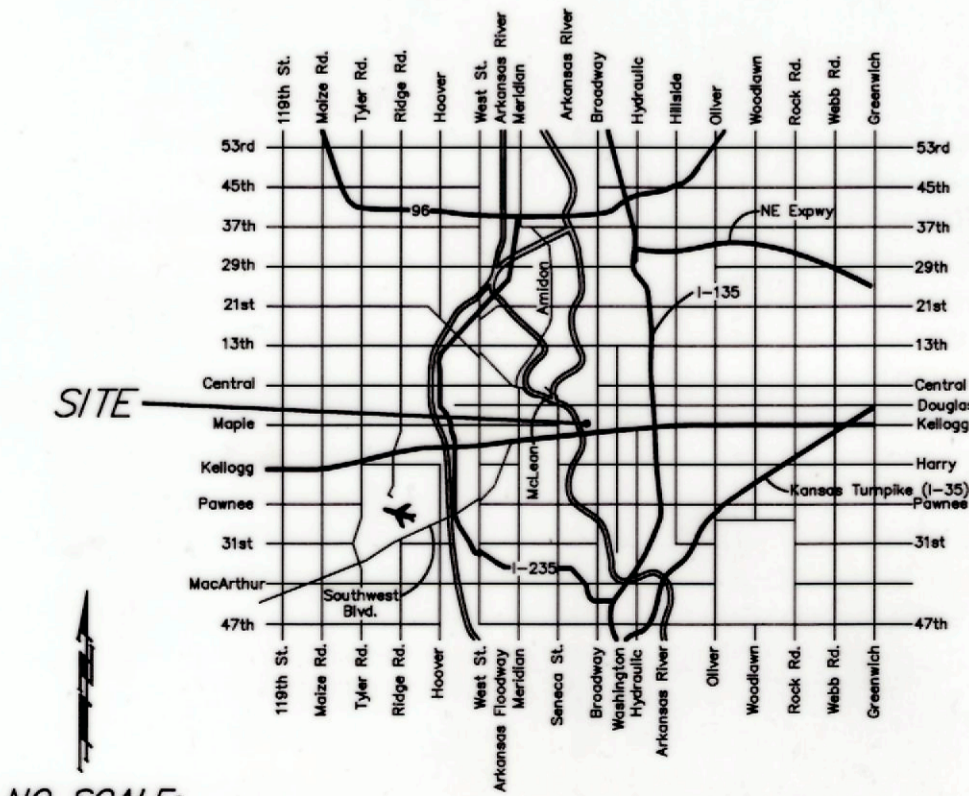 119th St.
Maize Rd.
Tyler Rd.
Ridge Rd.
Hoover
West St.
Arkansas River
Meridian
Arkansas River
Broadway
Hydraulic
Hillside
Oliver
Woodlawn
Rock Rd.
Webb Rd.
Greenwich
53rd
53rd
45th
45th
96
NE Expwy
37th
37th
Amidon
29th
29th
I-135
21st
21st
13th
13th
Central
Central
SITE
Douglas
Maple
Kellogg
McLean
Kellogg
Harry
Kansas Turnpike (I-35)
Pawnee
Pawnee
31st
31st
I-235
MacArthur
Southwest
Blvd.
47th
47th
119th St.
Maize Rd.
Tyler Rd.
Ridge Rd.
Hoover
West St.
Arkansas Floodway
Meridian
Seneca St.
Broadway
Washington
Hydraulic
Arkansas River
Oliver
Woodlawn
Rock Rd.
Webb Rd.
Greenwich